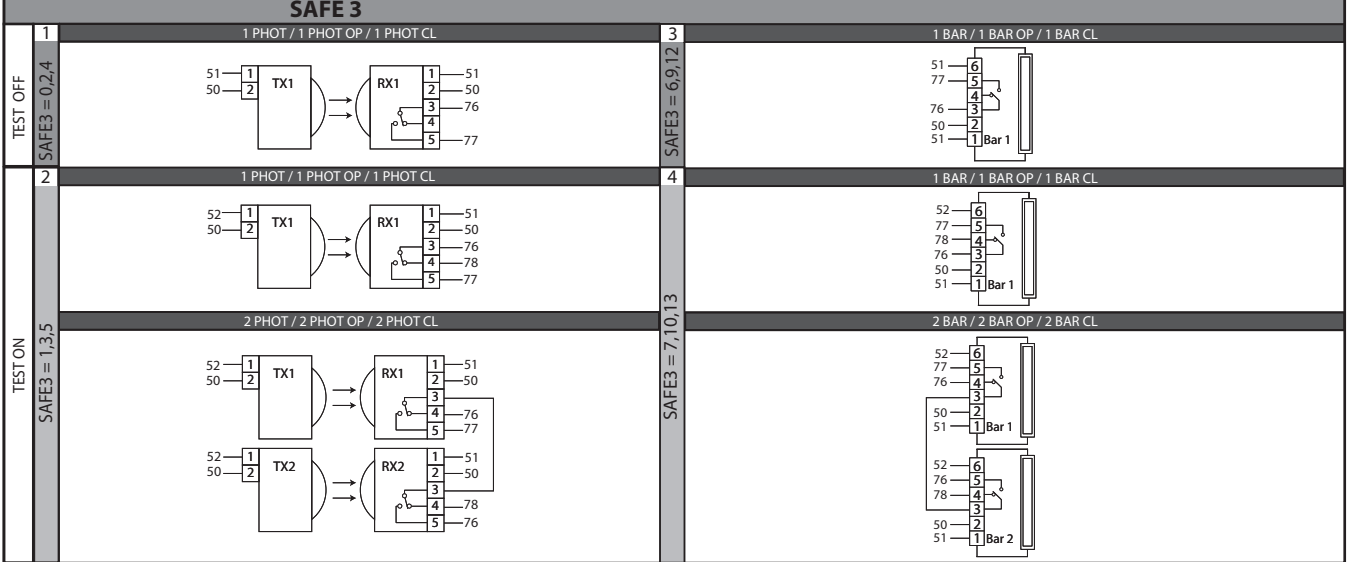 SAFE 3
TEST OFF
1
SAFE3 = 0,2,4
1 PHOT / 1 PHOT OP / 1 PHOT CL
51 1 TX1 RX1 1 51
50 2 2 50
3 76
4
5 77
3
SAFE3 = 6,9,12
1 BAR / 1 BAR OP / 1 BAR CL
51 6
77 5
4
76 3
50 2
51 1 Bar 1
TEST ON
2
SAFE3 = 1,3,5
1 PHOT / 1 PHOT OP / 1 PHOT CL
52 1 TX1 RX1 1 51
50 2 2 50
3 76
4 78
5 77
2 PHOT / 2 PHOT OP / 2 PHOT CL
52 1 TX1 RX1 1 51
50 2 2 50
3
4 76
5 77
52 1 TX2 RX2 1 51
50 2 2 50
3
4 78
5 76
4
SAFE3 = 7,10,13
1 BAR / 1 BAR OP / 1 BAR CL
52 6
77 5
78 4
76 3
50 2
51 1 Bar 1
2 BAR / 2 BAR OP / 2 BAR CL
52 6
77 5
76 4
3
50 2
51 1 Bar 1
52 6
76 5
78 4
3
50 2
51 1 Bar 2